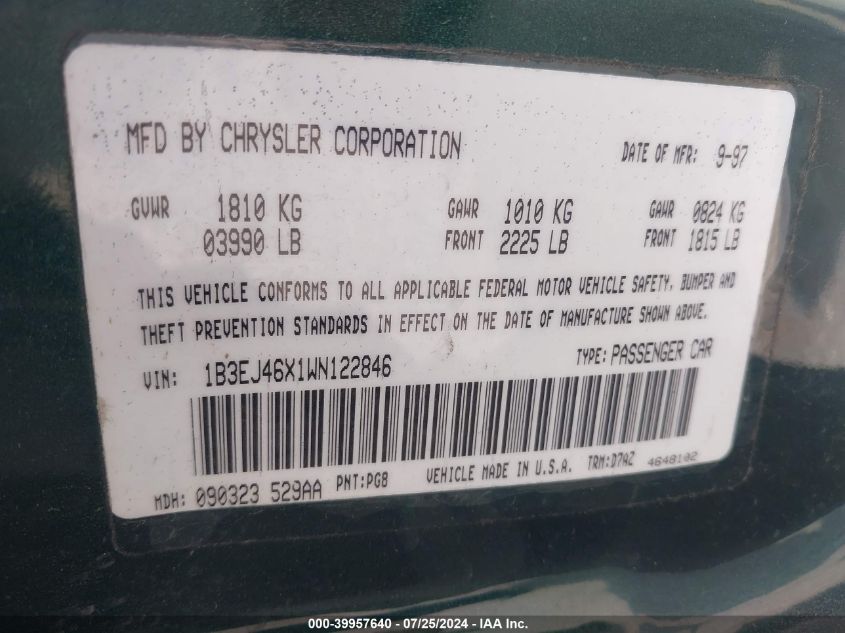 MFD BY CHRYSLER CORPORATION DATE OF MFR: 9-97
GVWR 1810 KG GAWR 1010 KG GAWR 0824 KG
03990 LB FRONT 2225 LB FRONT 1815 LB
THIS VEHICLE CONFORMS TO ALL APPLICABLE FEDERAL MOTOR VEHICLE SAFETY, BUMPER AND
THEFT PREVENTION STANDARDS IN EFFECT ON THE DATE OF MANUFACTURE SHOWN ABOVE.
VIN: 1B3EJ46X1WN122846 TYPE: PASSENGER CAR
MDH: 090323 529AA PNT:PG8 VEHICLE MADE IN U.S.A. TRM:D7AZ 4648102
000-39957640 - 07/25/2024 - IAA Inc.